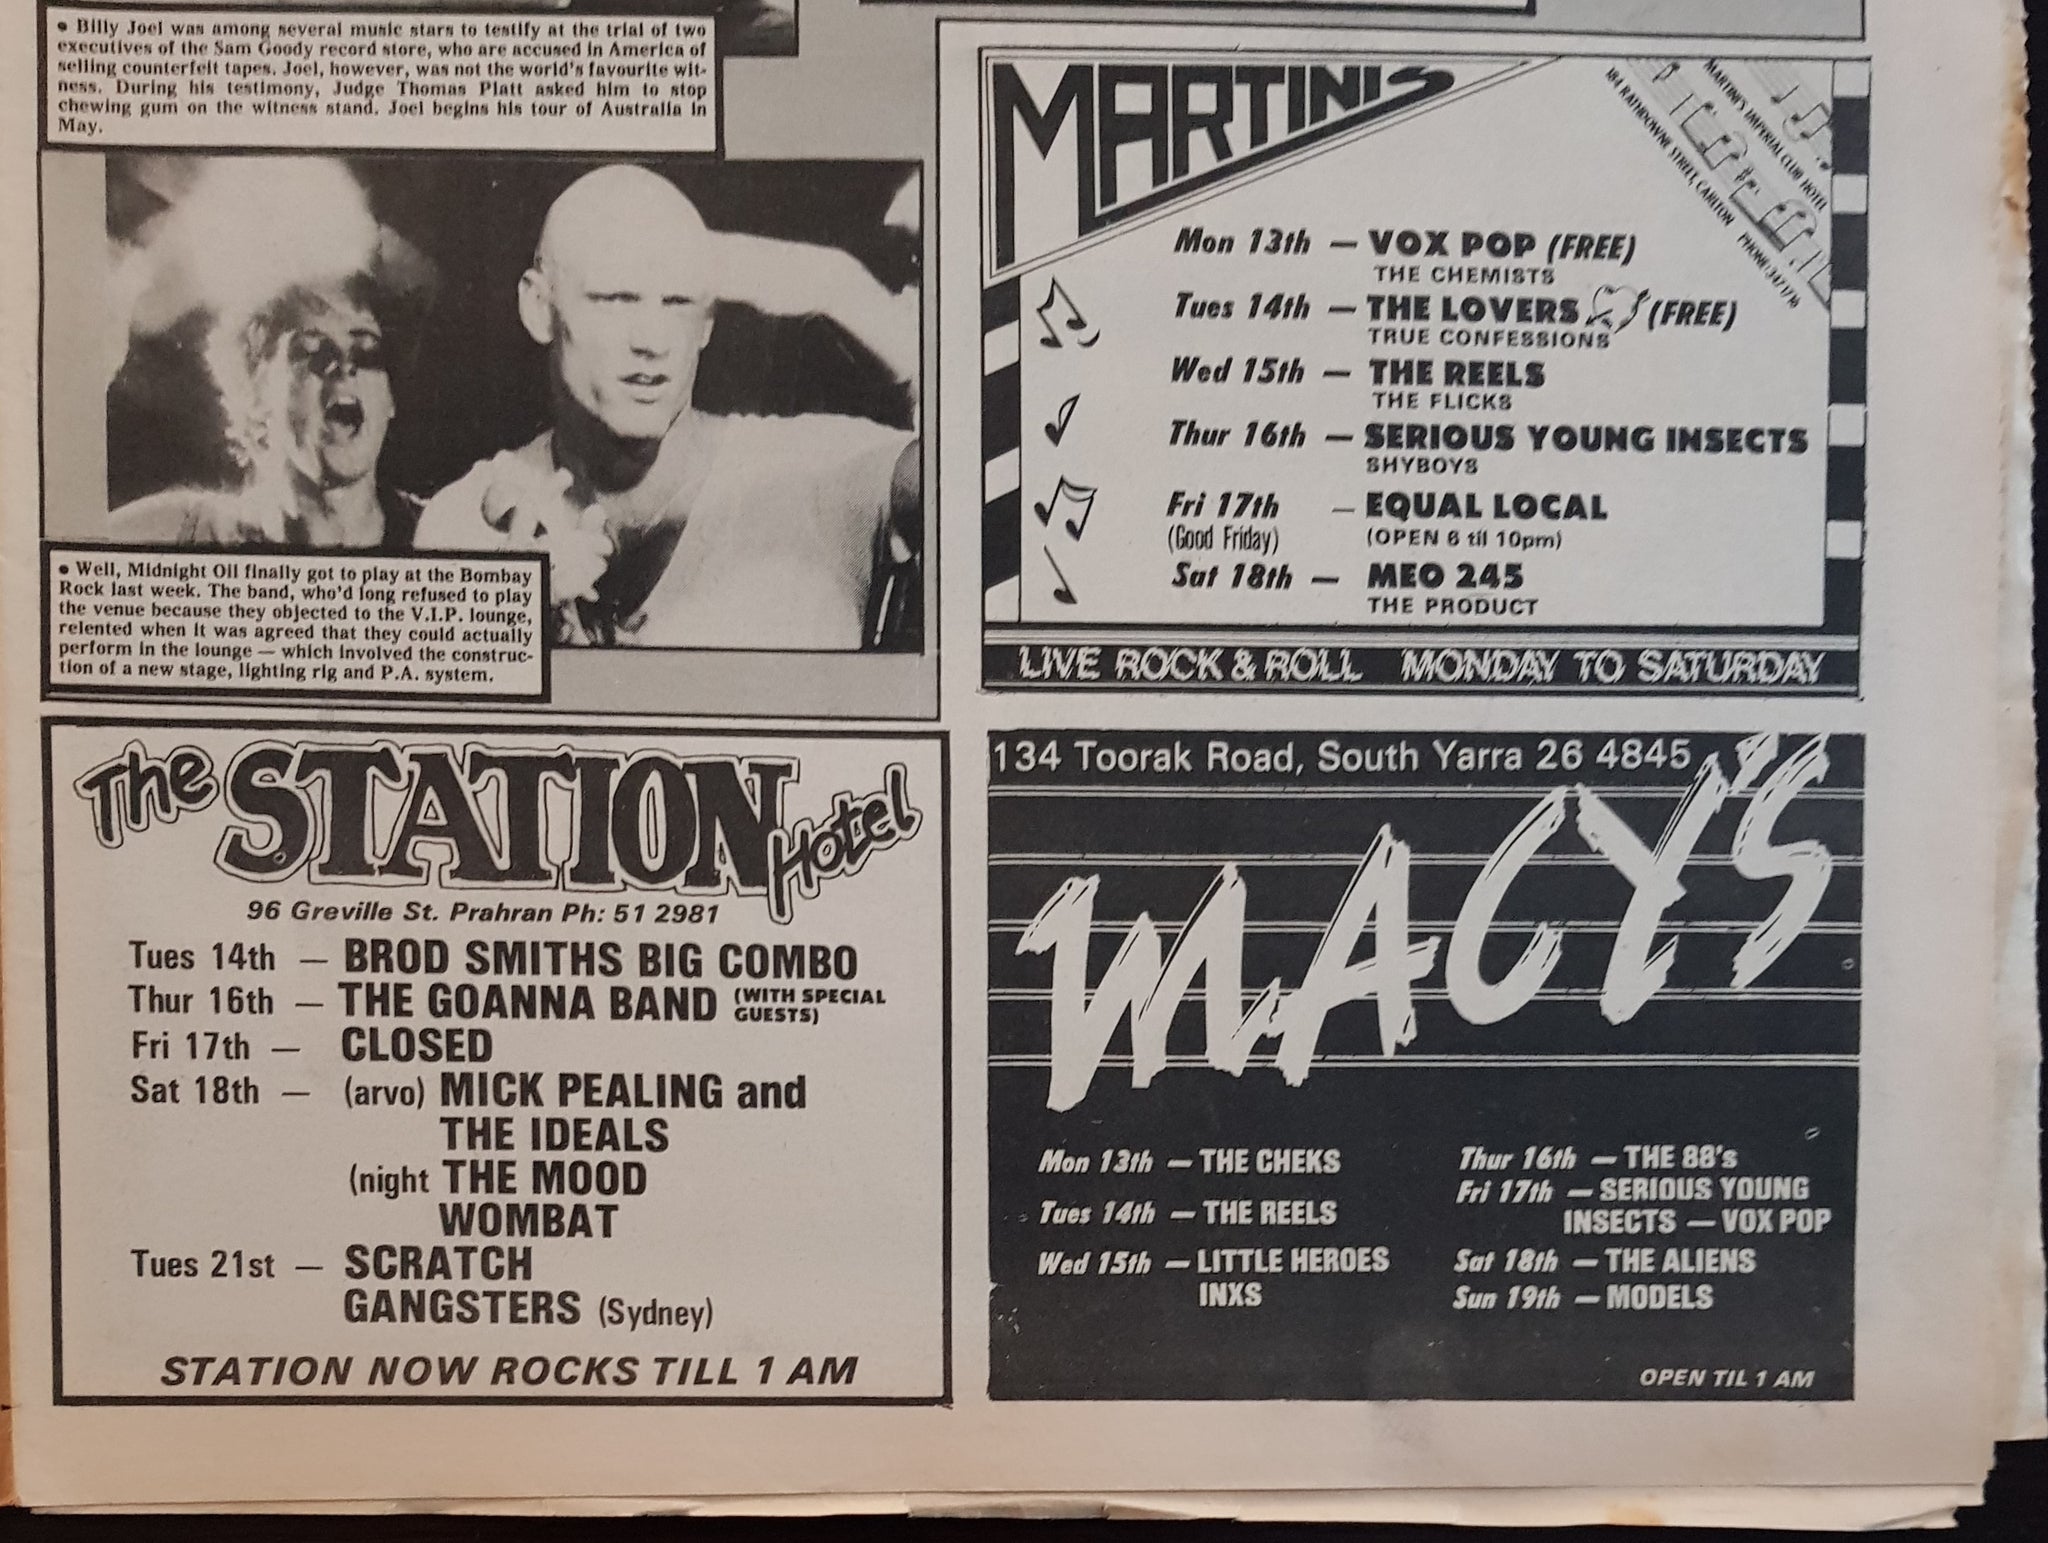 • Billy Joel was among several music stars to testify at the trial of two
executives of the Sam Goody record store, who are accused in America of
selling counterfeit tapes. Joel, however, was not the world's favourite wit-
ness. During his testimony, Judge Thomas Platt asked him to stop
chewing gum on the witness stand. Joel begins his tour of Australia in
May.
• Well, Midnight Oil finally got to play at the Bombay
Rock last week. The band, who'd long refused to play
the venue because they objected to the V.I.P. lounge,
relented when it was agreed that they could actually
perform in the lounge — which involved the construc-
tion of a new stage, lighting rig and P.A. system.
MARTINIS
MARTINI'S IMPERIAL CLUB HOTEL
184 RATHDOWNE STREET, CARLTON PHONE: 347 1716
Mon 13th — VOX POP (FREE)
THE CHEMISTS
Tues 14th — THE LOVERS (FREE)
TRUE CONFESSIONS
Wed 15th — THE REELS
THE FLICKS
Thur 16th — SERIOUS YOUNG INSECTS
SHYBOYS
Fri 17th — EQUAL LOCAL
(Good Friday) (OPEN 6 til 10pm)
Sat 18th — MEO 245
THE PRODUCT
LIVE ROCK & ROLL MONDAY TO SATURDAY
The STATION Hotel
96 Greville St. Prahran Ph: 51 2981
Tues 14th — BROD SMITHS BIG COMBO
Thur 16th — THE GOANNA BAND (WITH SPECIAL
GUESTS)
Fri 17th — CLOSED
Sat 18th — (arvo) MICK PEALING and
THE IDEALS
(night THE MOOD
WOMBAT
Tues 21st — SCRATCH
GANGSTERS (Sydney)
STATION NOW ROCKS TILL 1 AM
134 Toorak Road, South Yarra 26 4845
MACY'S
Mon 13th — THE CHEKS
Tues 14th — THE REELS
Wed 15th — LITTLE HEROES
INXS
Thur 16th — THE 88's
Fri 17th — SERIOUS YOUNG
INSECTS — VOX POP
Sat 18th — THE ALIENS
Sun 19th — MODELS
OPEN TIL 1 AM